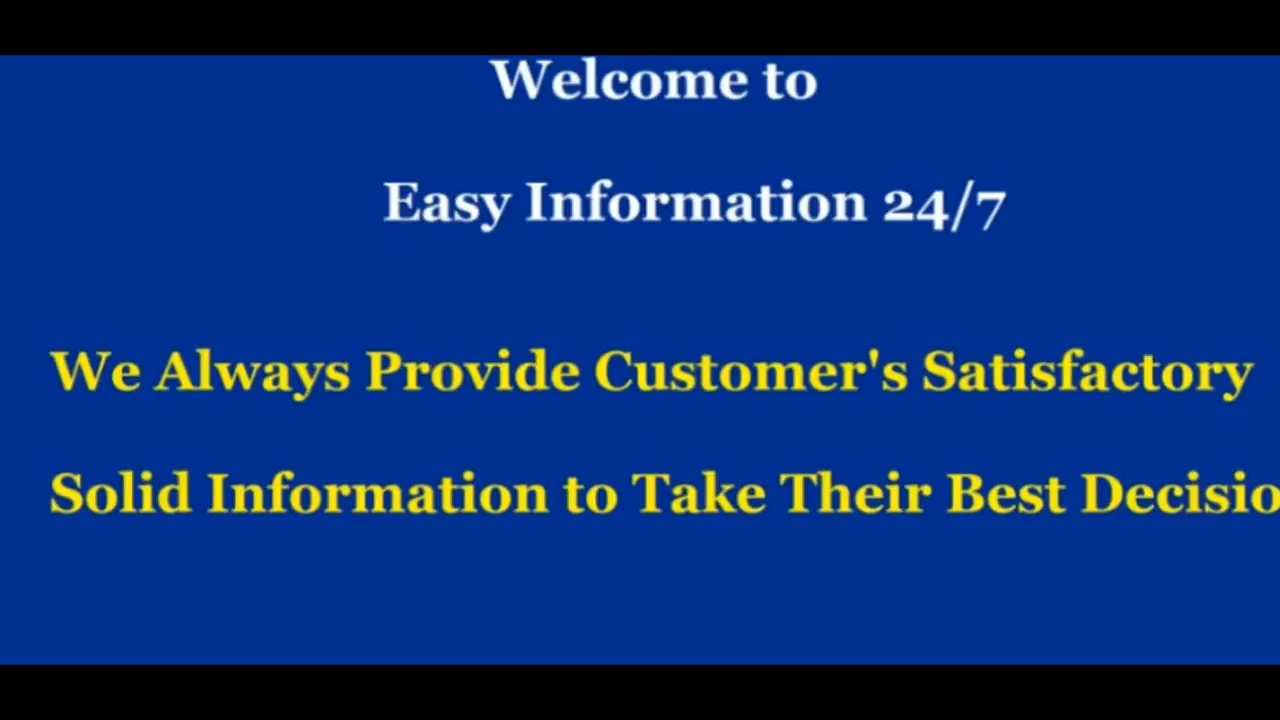 Welcome to
Easy Information 24/7
We Always Provide Customer's Satisfactory
Solid Information to Take Their Best Decisio